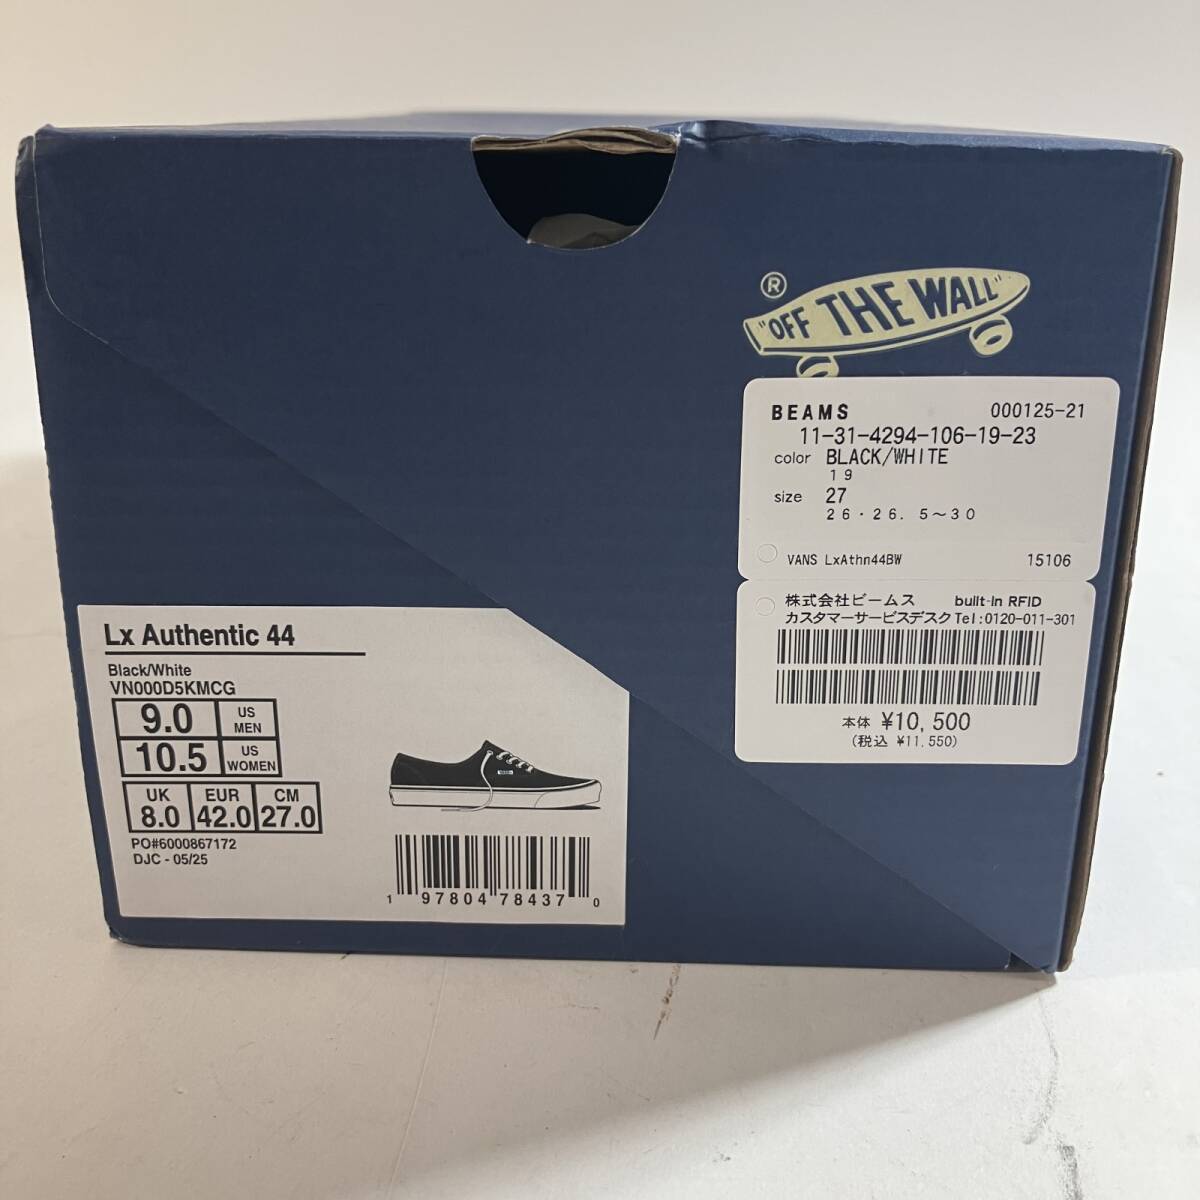 ®
"OFF THE WALL"
BEAMS 000125-21
11-31-4294-106-19-23
color BLACK/WHITE
19
size 27
26・26.5～30
VANS LxAthn44BW 15106
株式会社ビームス built-in RFID
カスタマーサービスデスク Tel:0120-011-301
本体 ¥10,500
(税込 ¥11,550)
Lx Authentic 44
Black/White
VN000D5KMCG
9.0 US MEN
10.5 US WOMEN
UK EUR CM
8.0 42.0 27.0
PO#6000867172
DJC - 05/25
1 97804 78437 0